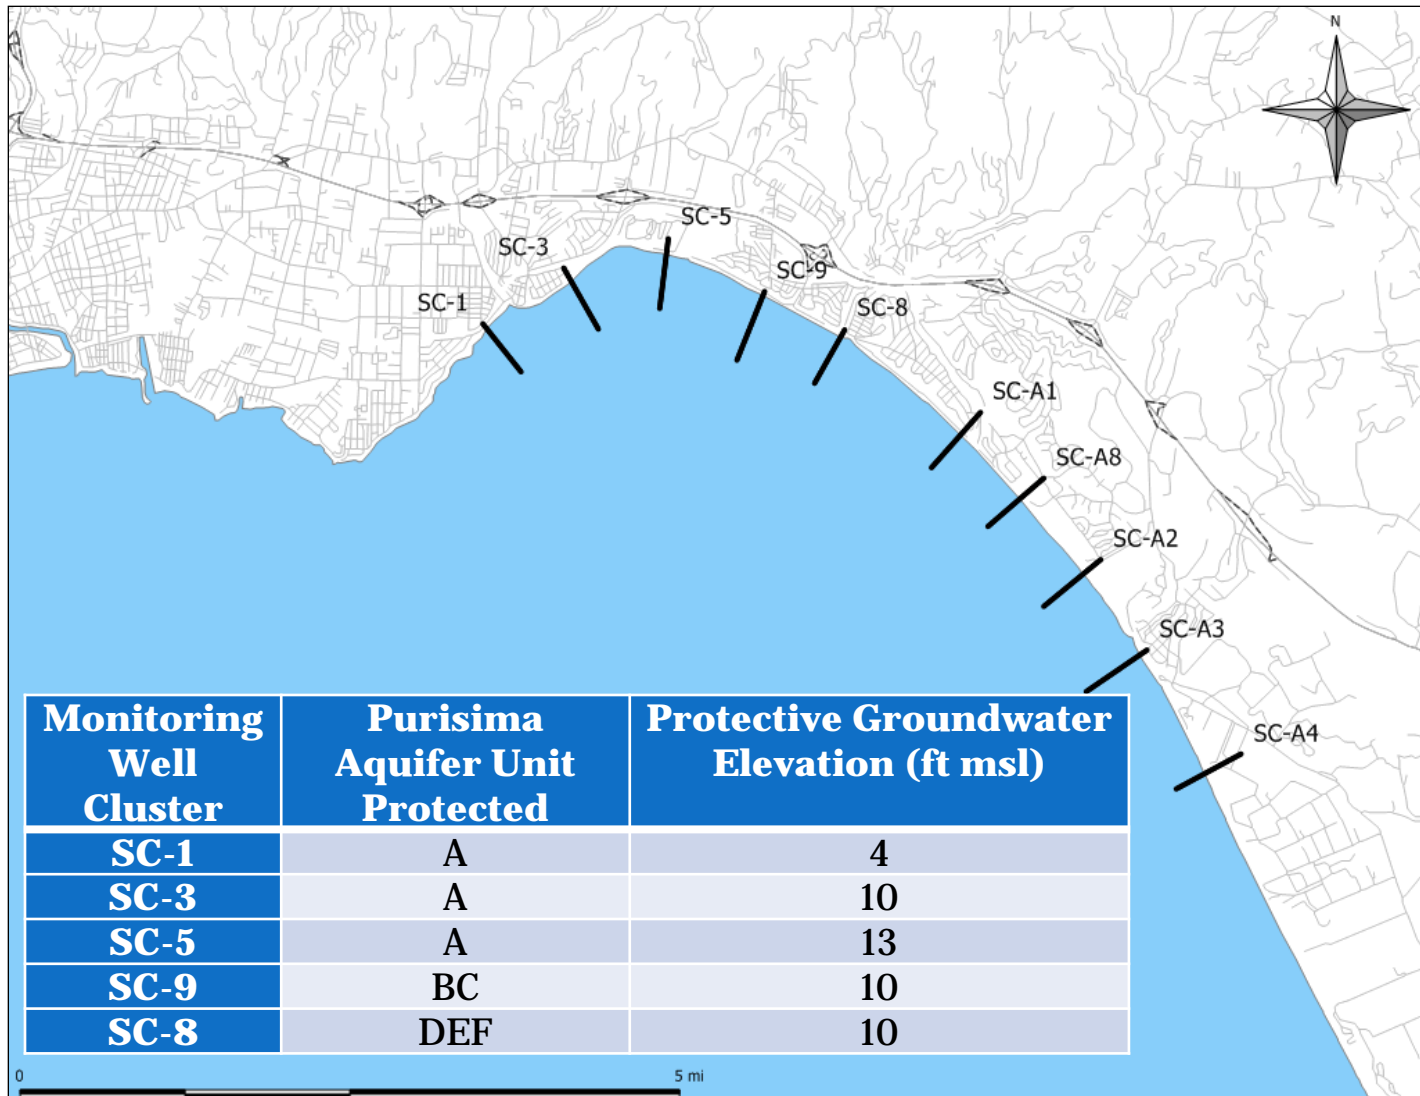 N
SC-5
SC-3
SC-9
SC-1
SC-8
SC-A1
SC-A8
SC-A2
SC-A3
SC-A4
Monitoring Well Cluster	Purisima Aquifer Unit Protected	Protective Groundwater Elevation (ft msl)
SC-1	A	4
SC-3	A	10
SC-5	A	13
SC-9	BC	10
SC-8	DEF	10
0	5 mi